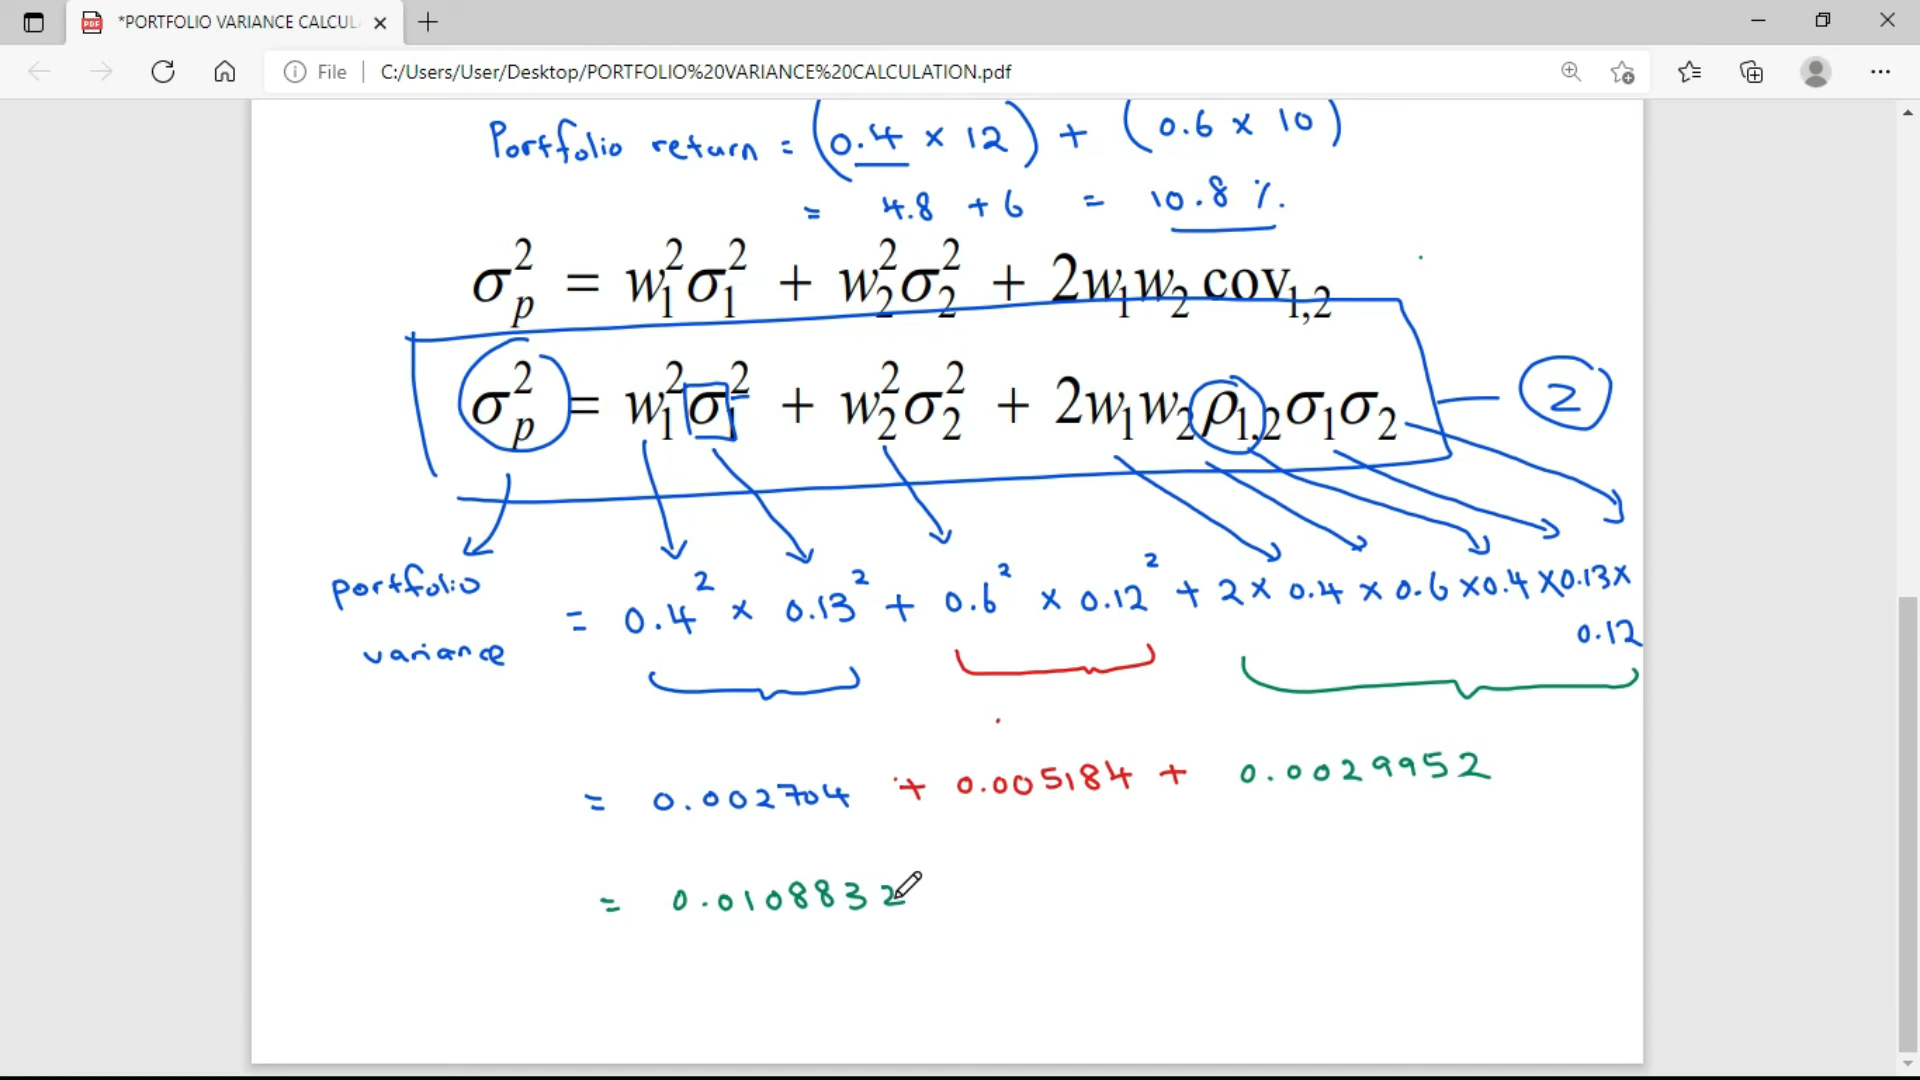 *PORTFOLIO VARIANCE CALCUL
File C:/Users/User/Desktop/PORTFOLIO%20VARIANCE%20CALCULATION.pdf
Portfolio return = (0.4 × 12) + (0.6 × 10)
= 4.8 + 6 = 10.8 %.
σ²ₚ = w₁²σ₁² + w₂²σ₂² + 2w₁w₂ cov₁,₂
σ²ₚ = w₁²σ₁² + w₂²σ₂² + 2w₁w₂ρ₁,₂σ₁σ₂ 2
portfolio variance
= 0.4² × 0.13² + 0.6² × 0.12² + 2 × 0.4 × 0.6 × 0.4 × 0.13 × 0.12
= 0.002704 + 0.005184 + 0.0029952
= 0.0108832